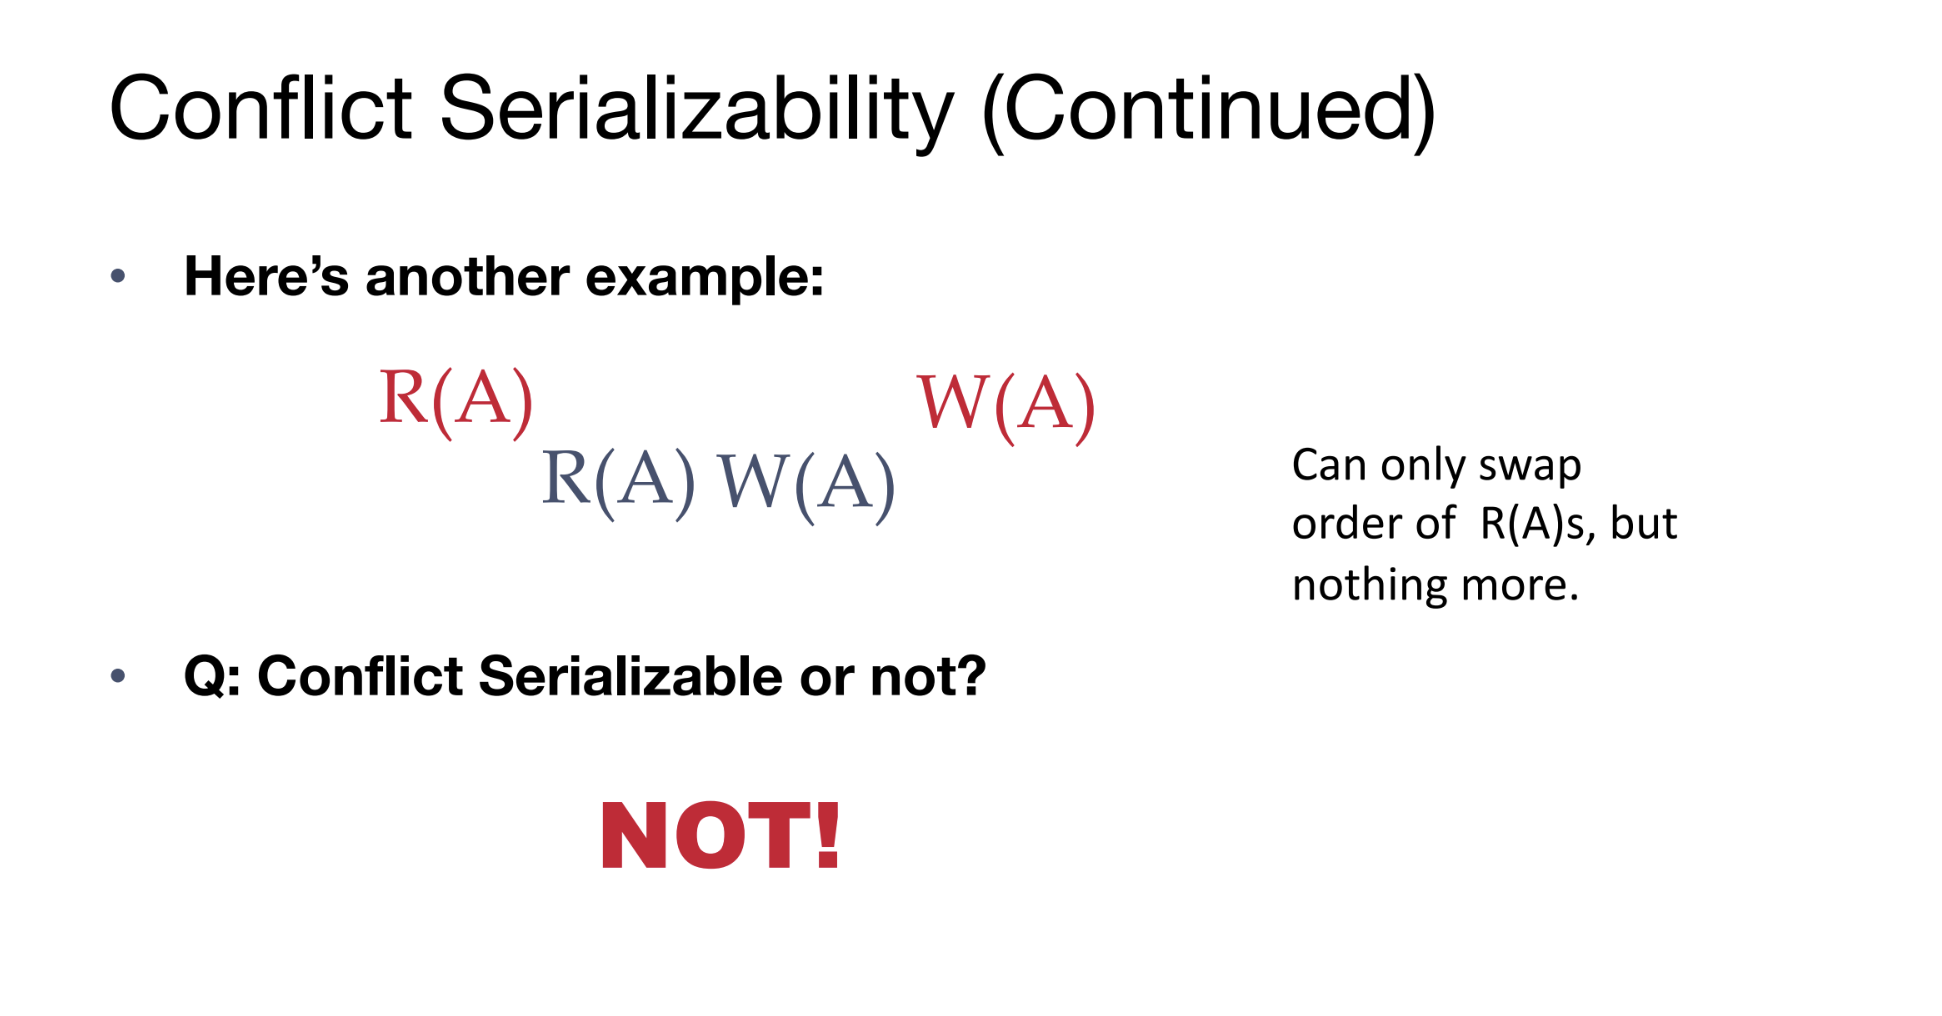 Conflict Serializability (Continued)
• Here’s another example:
R(A) W(A)
R(A) W(A)
Can only swap
order of R(A)s, but
nothing more.
• Q: Conflict Serializable or not?
NOT!